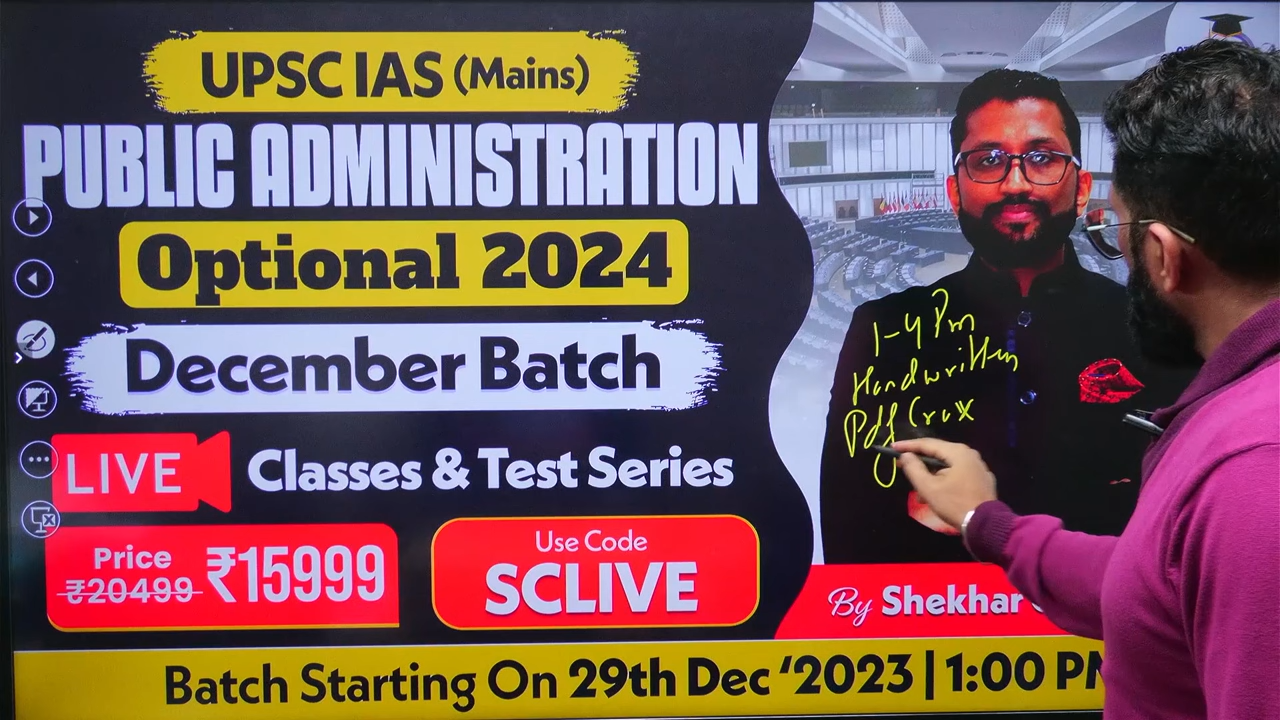 UPSC IAS (Mains)
PUBLIC ADMINISTRATION
Optional 2024
December Batch
LIVE Classes & Test Series
Price
₹20499 ₹15999
Use Code
SCLIVE
1-4 Pm
Handwritten
Pdf Crux
By Shekhar
Batch Starting On 29th Dec ‘2023 | 1:00 PM